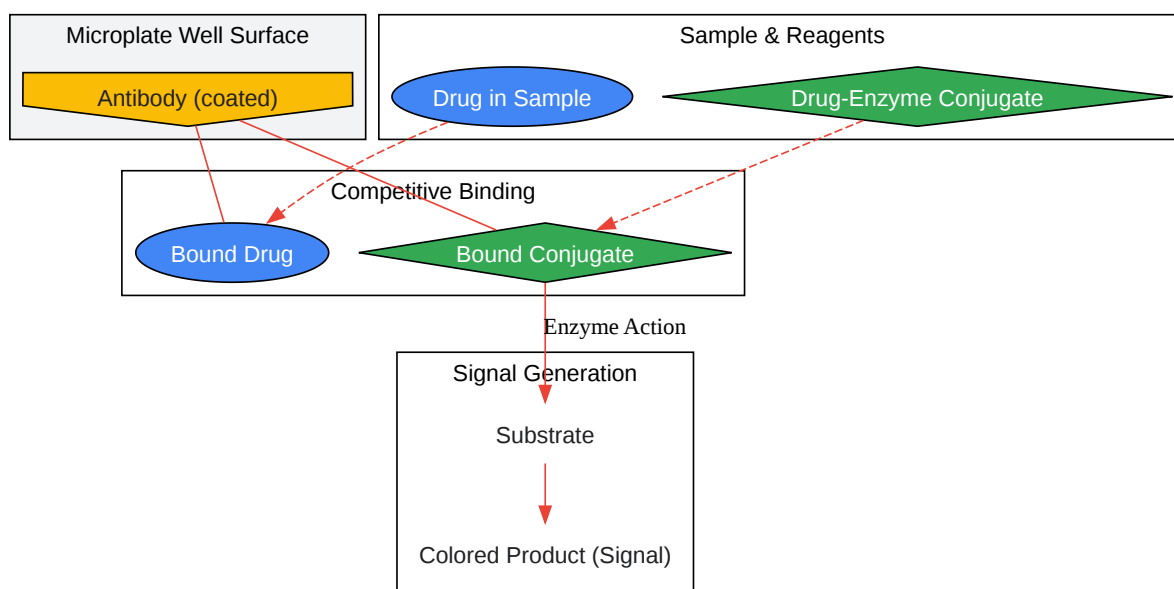 Microplate Well Surface
Sample & Reagents
Antibody (coated)
Drug in Sample
Drug-Enzyme Conjugate
Competitive Binding
Bound Drug
Bound Conjugate
Enzyme Action
Signal Generation
Substrate
Colored Product (Signal)